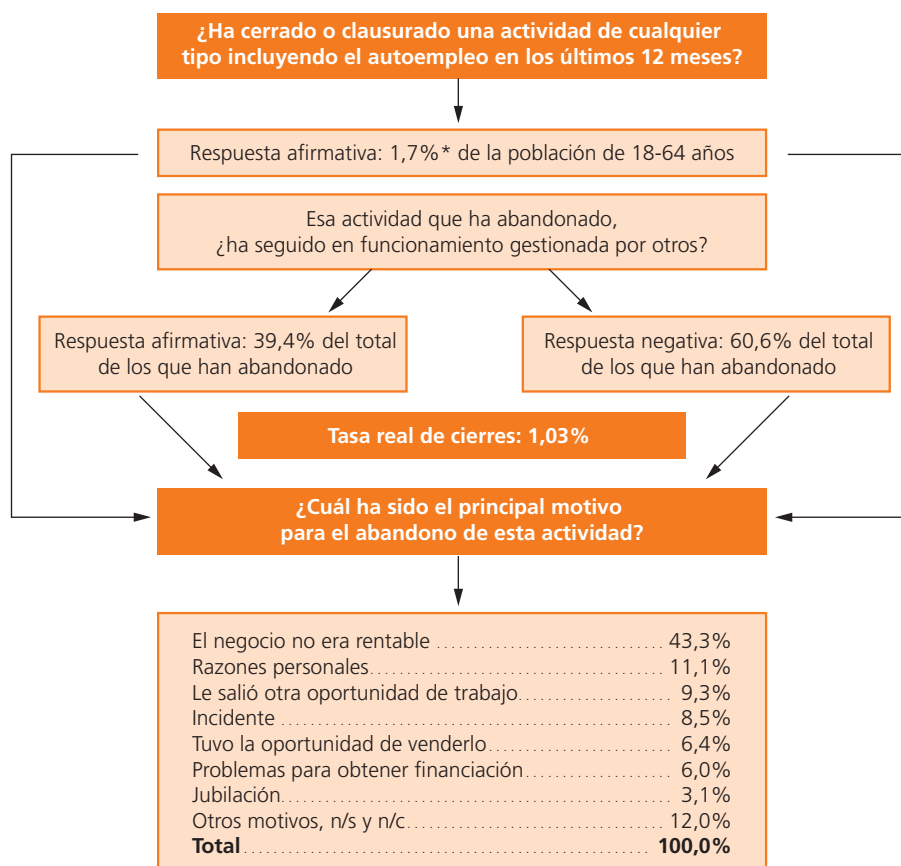 ¿Ha cerrado o clausurado una actividad de cualquier
tipo incluyendo el autoempleo en los últimos 12 meses?
Respuesta afirmativa: 1,7%* de la población de 18-64 años
Esa actividad que ha abandonado,
¿ha seguido en funcionamiento gestionada por otros?
Respuesta afirmativa: 39,4% del total
de los que han abandonado
Respuesta negativa: 60,6% del total
de los que han abandonado
Tasa real de cierres: 1,03%
¿Cuál ha sido el principal motivo
para el abandono de esta actividad?
El negocio no era rentable 43,3%
Razones personales 11,1%
Le salió otra oportunidad de trabajo 9,3%
Incidente 8,5%
Tuvo la oportunidad de venderlo 6,4%
Problemas para obtener financiación 6,0%
Jubilación 3,1%
Otros motivos, n/s y n/c 12,0%
Total 100,0%